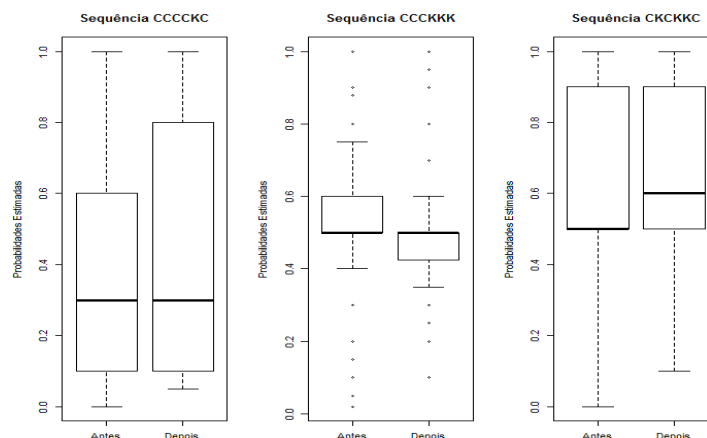 Sequência CCCCKC
Probabilidades Estimadas
1.0
0.8
0.6
0.4
0.2
0.0
Antes Depois
Sequência CCCKKK
Probabilidades Estimadas
1.0
0.8
0.6
0.4
0.2
0.0
Antes Depois
Sequência CKCKKC
Probabilidades Estimadas
1.0
0.8
0.6
0.4
0.2
0.0
Antes Depois